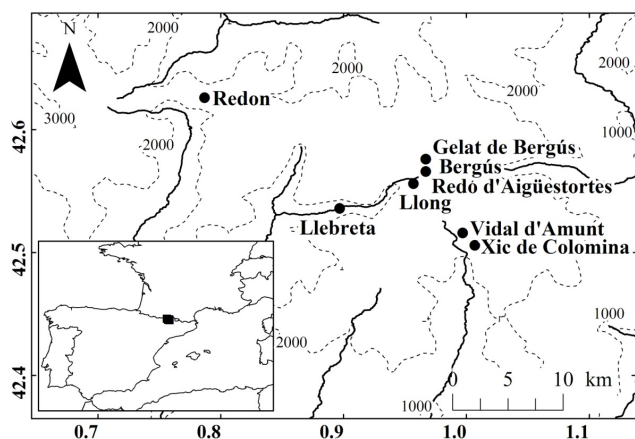 N
2000
2000
1000
2000
3000
2000
Redon
2000
1000
42.6
Gelat de Bergús
Bergús
Redó d'Aigüestortes
Llong
Llebreta
Vidal d'Amunt
Xic de Colomina
42.5
1000
2000
42.4
1000
0 5 10 km
0.7 0.8 0.9 1.0 1.1